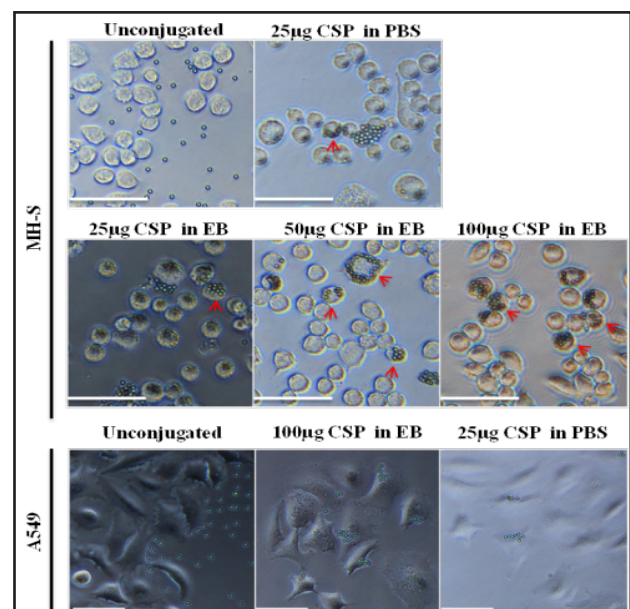 Unconjugated 25µg CSP in PBS
MH-S
25µg CSP in EB 50µg CSP in EB 100µg CSP in EB
Unconjugated 100µg CSP in EB 25µg CSP in PBS
A549